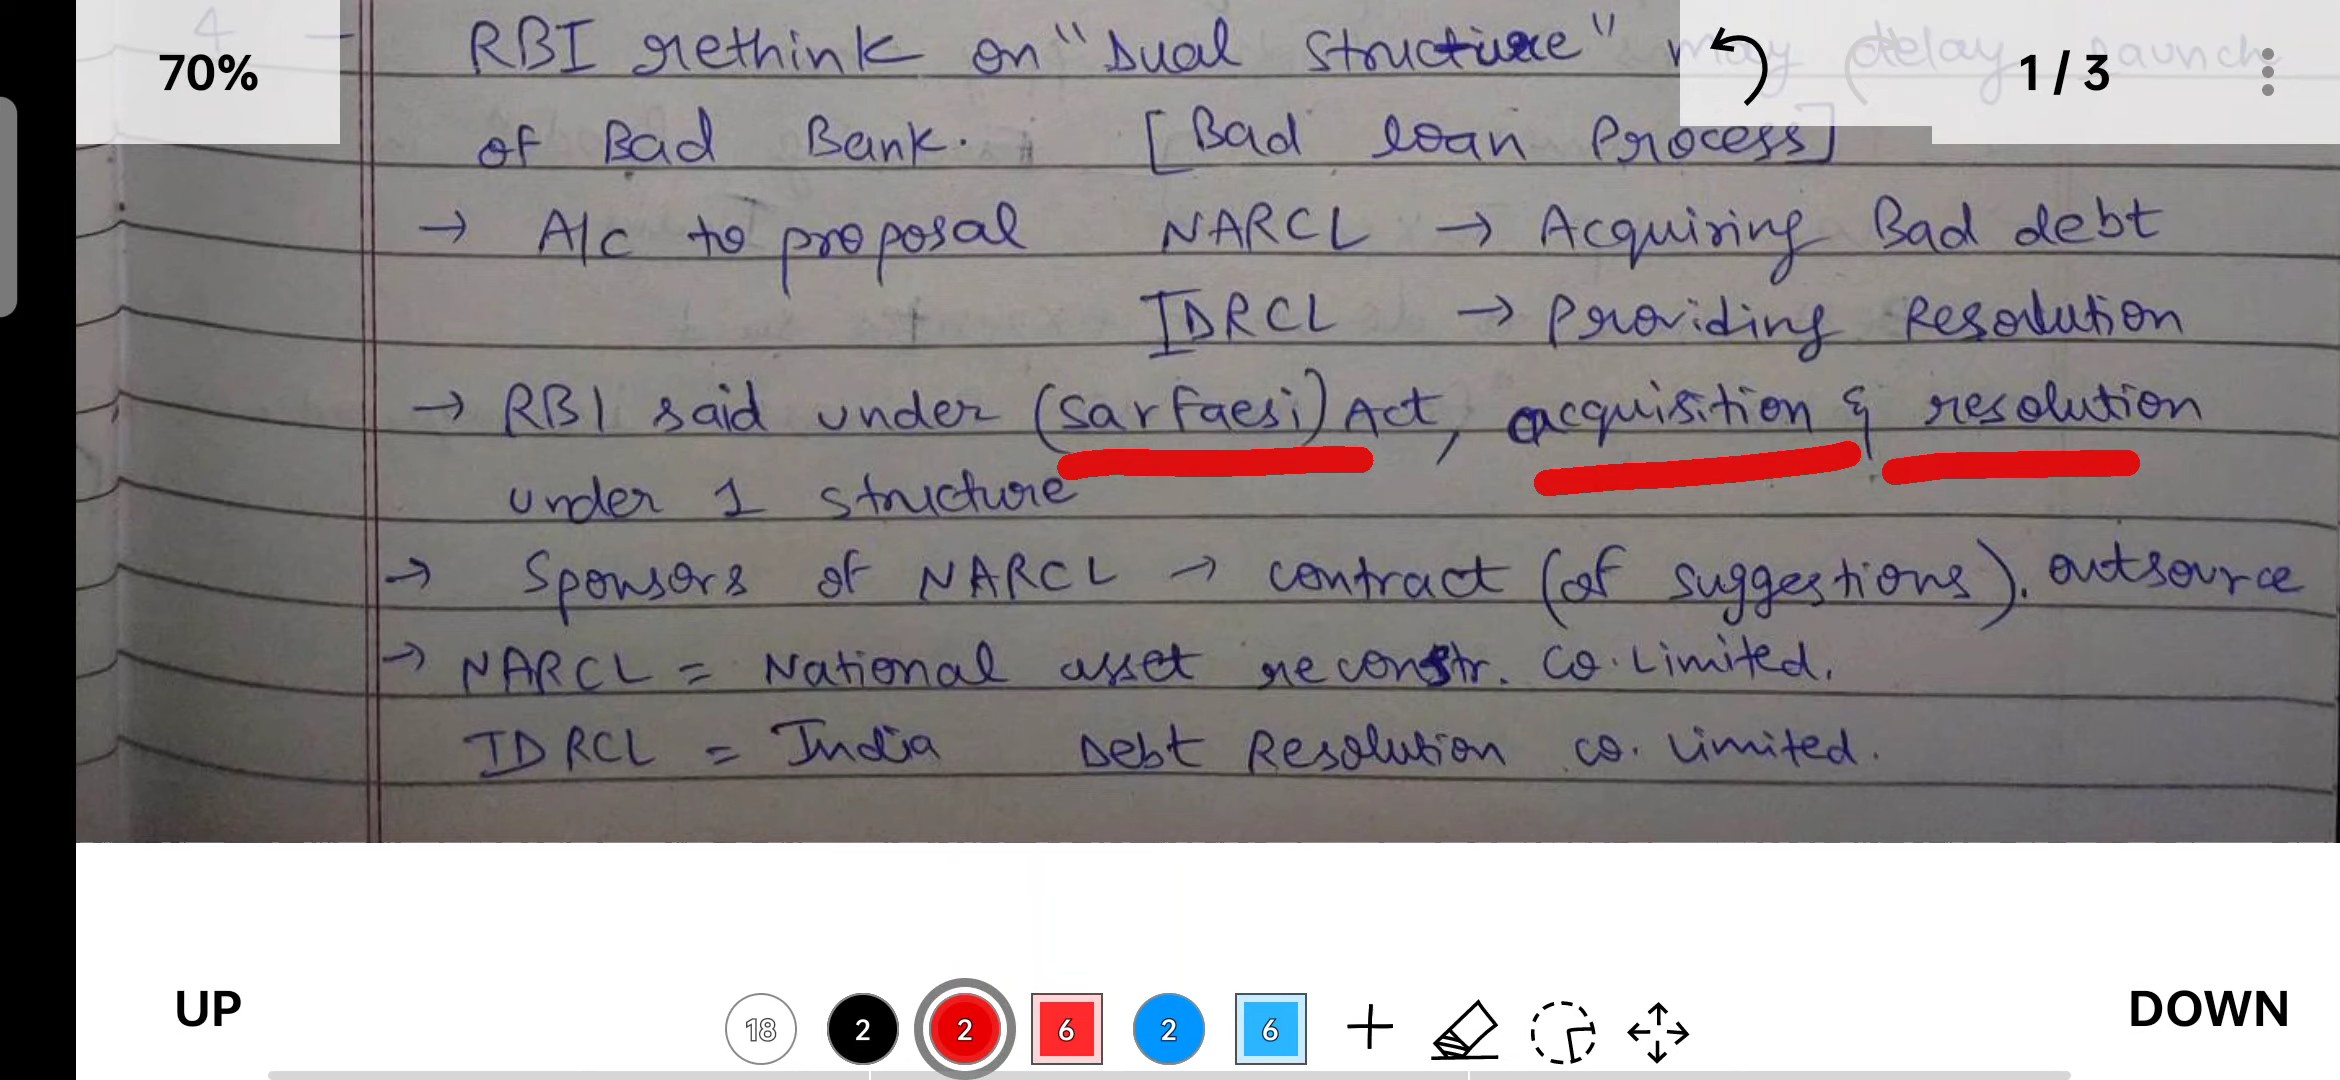 4 - RBI rethink on "Dual Structure" may delay launch
70%
1 / 3
of Bad Bank. [Bad loan Process]
→ A/c to proposal NARCL → Acquiring Bad debt
IDRCL → Providing Resolution
→ RBI said under (Sarfaesi) Act, acquisition & resolution
under 1 structure
→ Sponsors of NARCL → contract (of suggestions). outsource
→ NARCL = National asset reconstr. Co. Limited.
IDRCL = India Debt Resolution co. Limited.
UP
18 2 2 6 2 6
DOWN